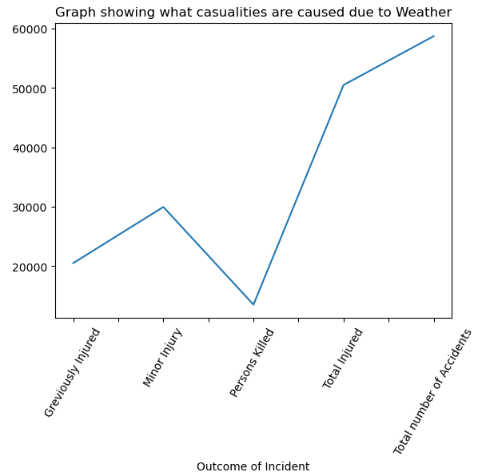 Graph showing what casualities are caused due to Weather
60000
50000
40000
30000
20000
Greviously Injured
Minor Injury
Persons Killed
Total Injured
Total number of Accidents
Outcome of Incident